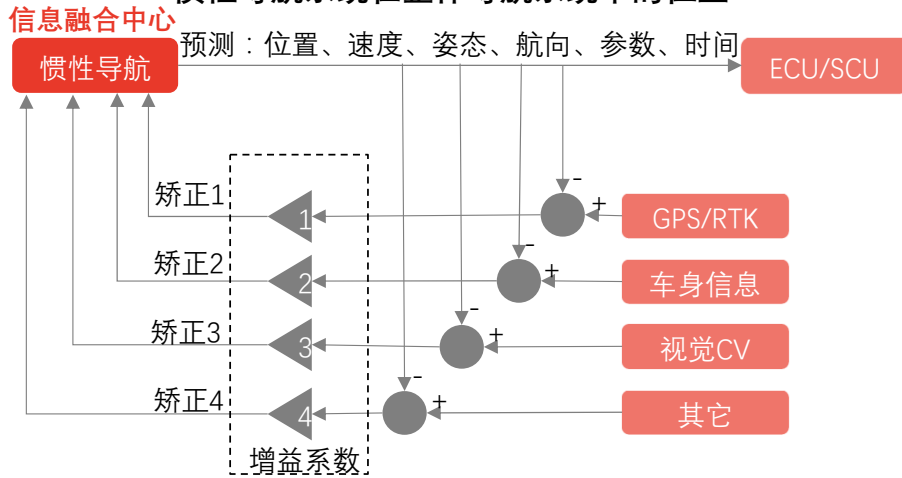 信息融合中心
惯性导航
预测：位置、速度、姿态、航向、参数、时间
ECU/SCU
矫正1
1
-
+
GPS/RTK
矫正2
2
-
+
车身信息
矫正3
3
-
+
视觉CV
矫正4
4
-
+
其它
增益系数